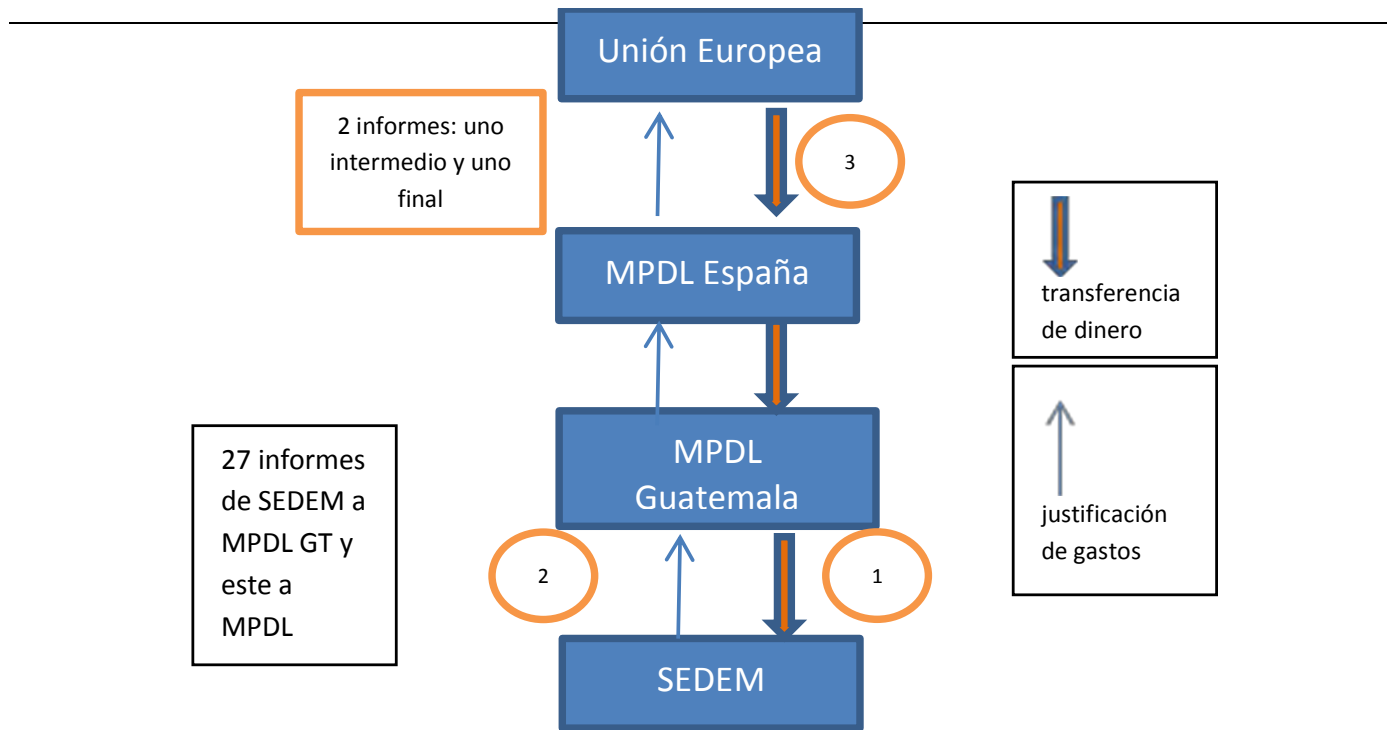 Unión Europea
2 informes: uno
intermedio y uno
final
3
MPDL España
transferencia
de dinero
MPDL
Guatemala
27 informes
de SEDEM a
MPDL GT y
este a
MPDL
justificación
de gastos
2
1
SEDEM